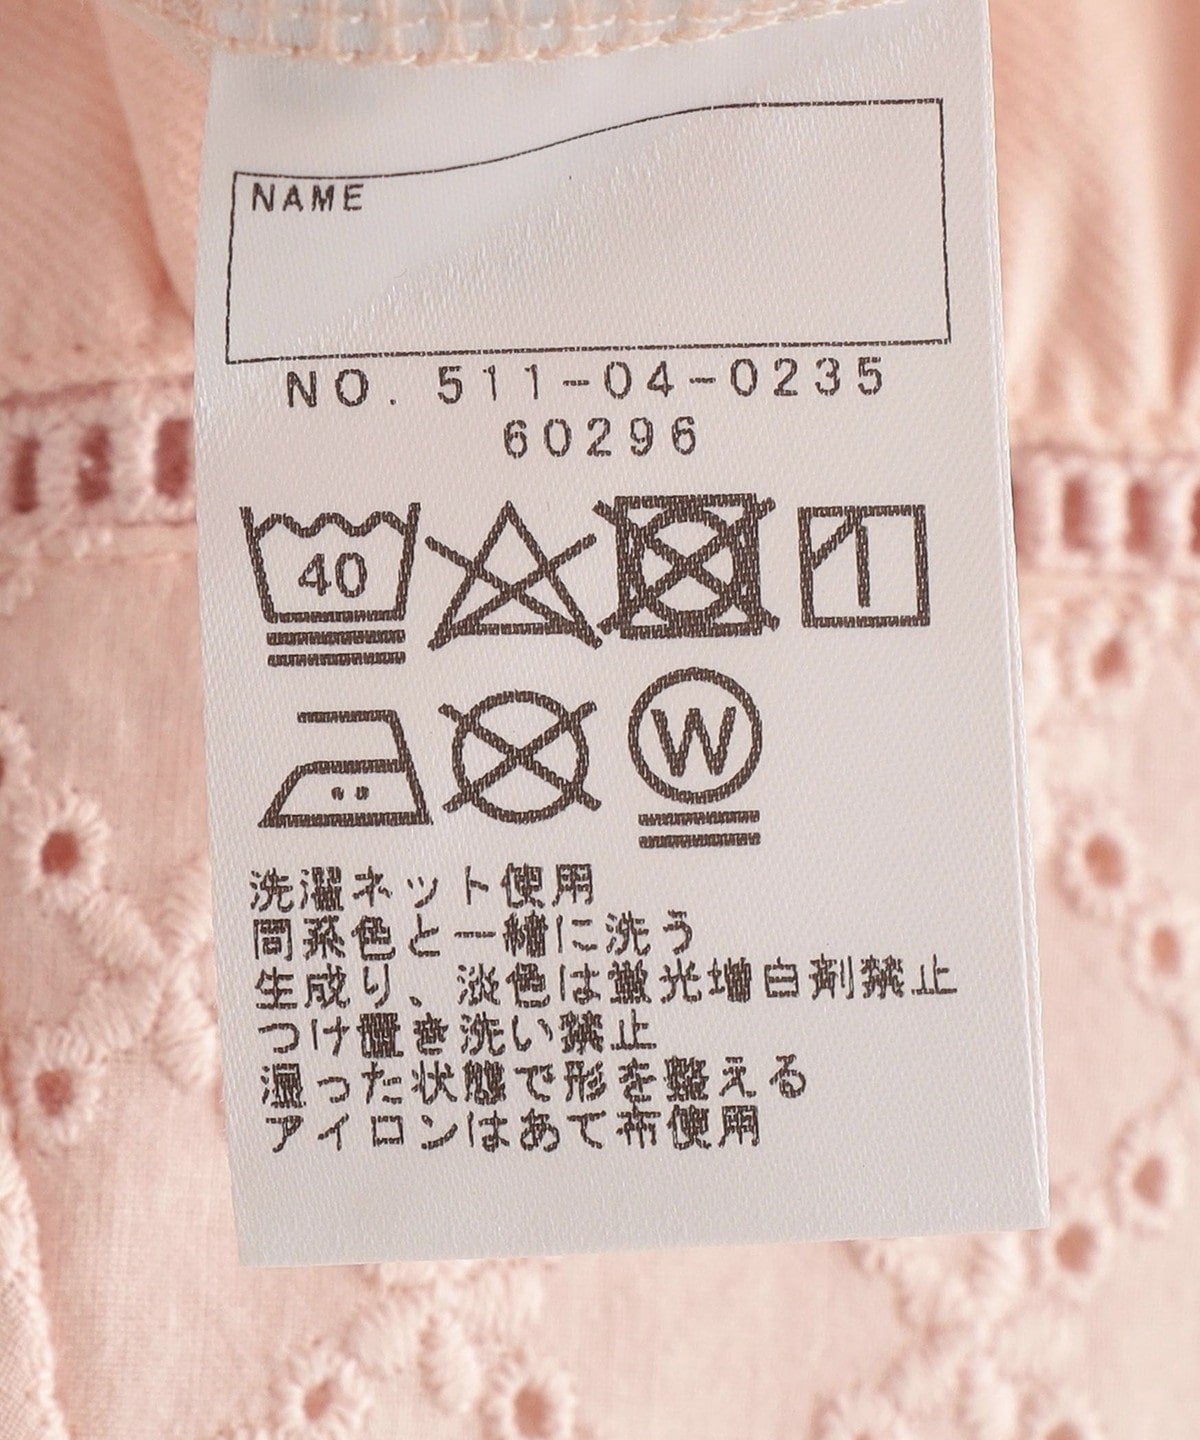 NAME
NO. 511-04-0235
60296
40
W
洗濯ネット使用
同系色と一緒に洗う
生成り、淡色は蛍光増白剤禁止
つけ置き洗い禁止
濡った状態で形を整える
アイロンはあて布使用